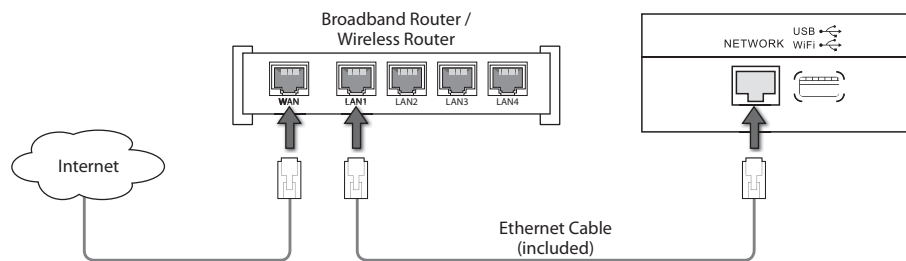 Broadband Router /
Wireless Router
WAN LAN1 LAN2 LAN3 LAN4
USB
NETWORK WiFi
Internet
Ethernet Cable
(included)